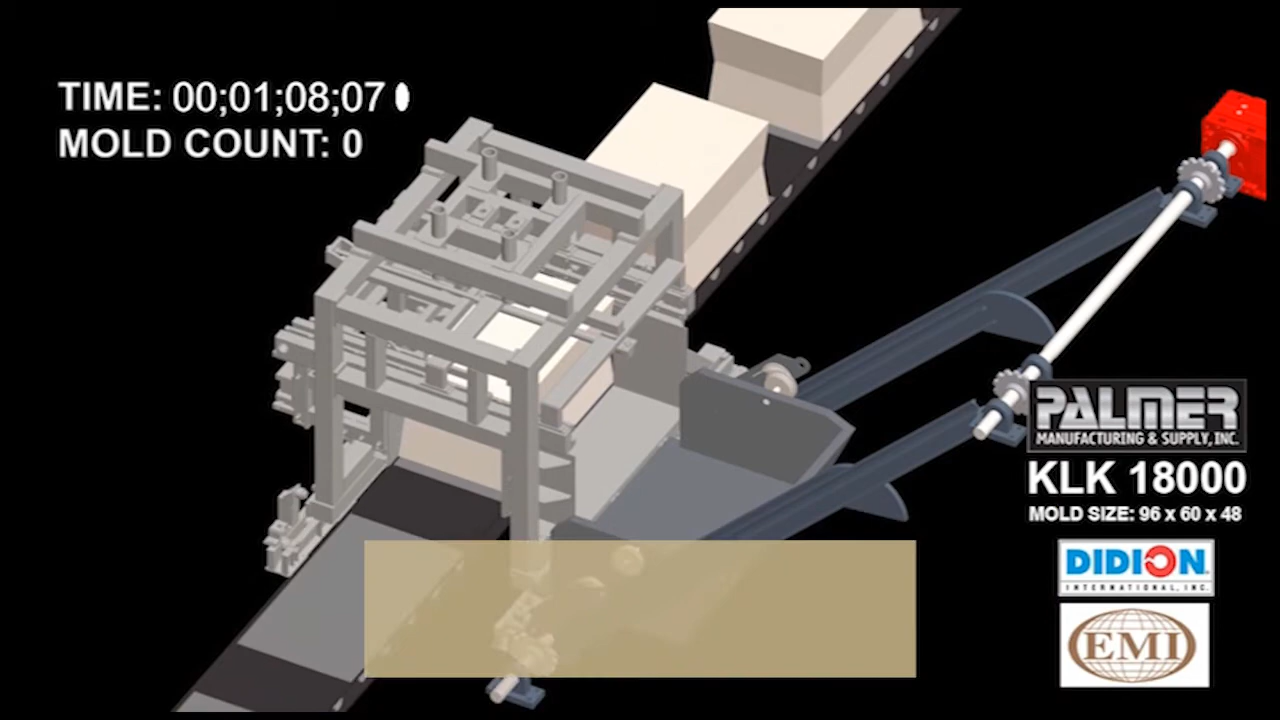 TIME: 00;01;08;07
MOLD COUNT: 0
PALMER
MANUFACTURING & SUPPLY, INC.
KLK 18000
MOLD SIZE: 96 x 60 x 48
DIDION
INTERNATIONAL, INC.
EMI